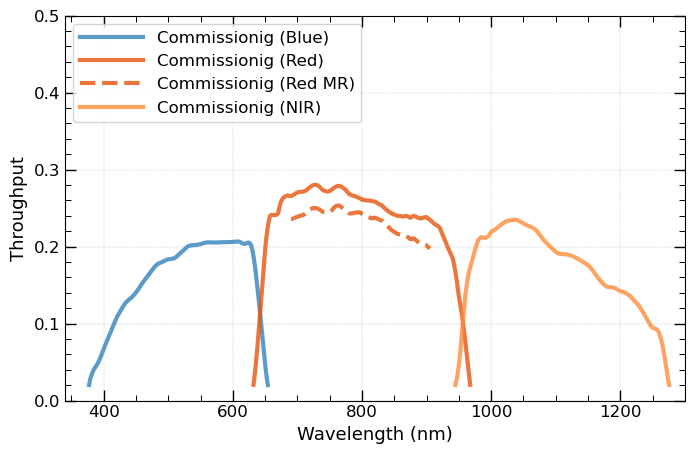 0.5
0.4
0.3
0.2
0.1
0.0
Throughput
Commissionig (Blue)
Commissionig (Red)
Commissionig (Red MR)
Commissionig (NIR)
400 600 800 1000 1200
Wavelength (nm)